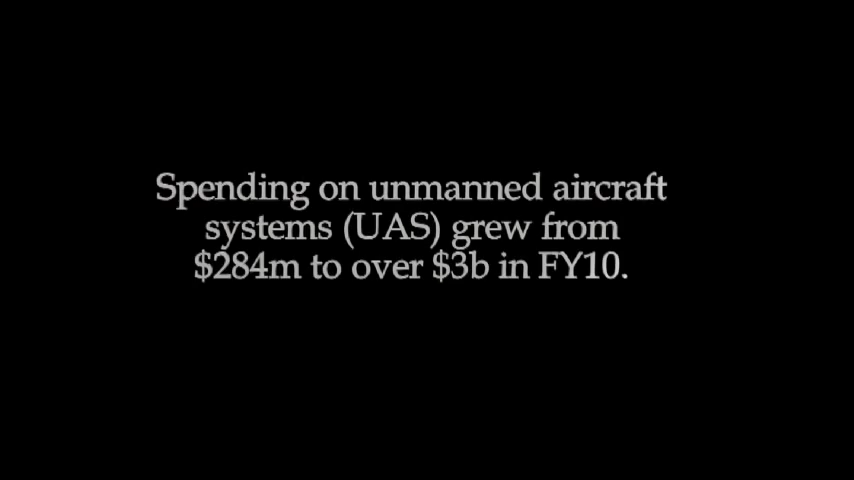 Spending on unmanned aircraft
systems (UAS) grew from
$284m to over $3b in FY10.